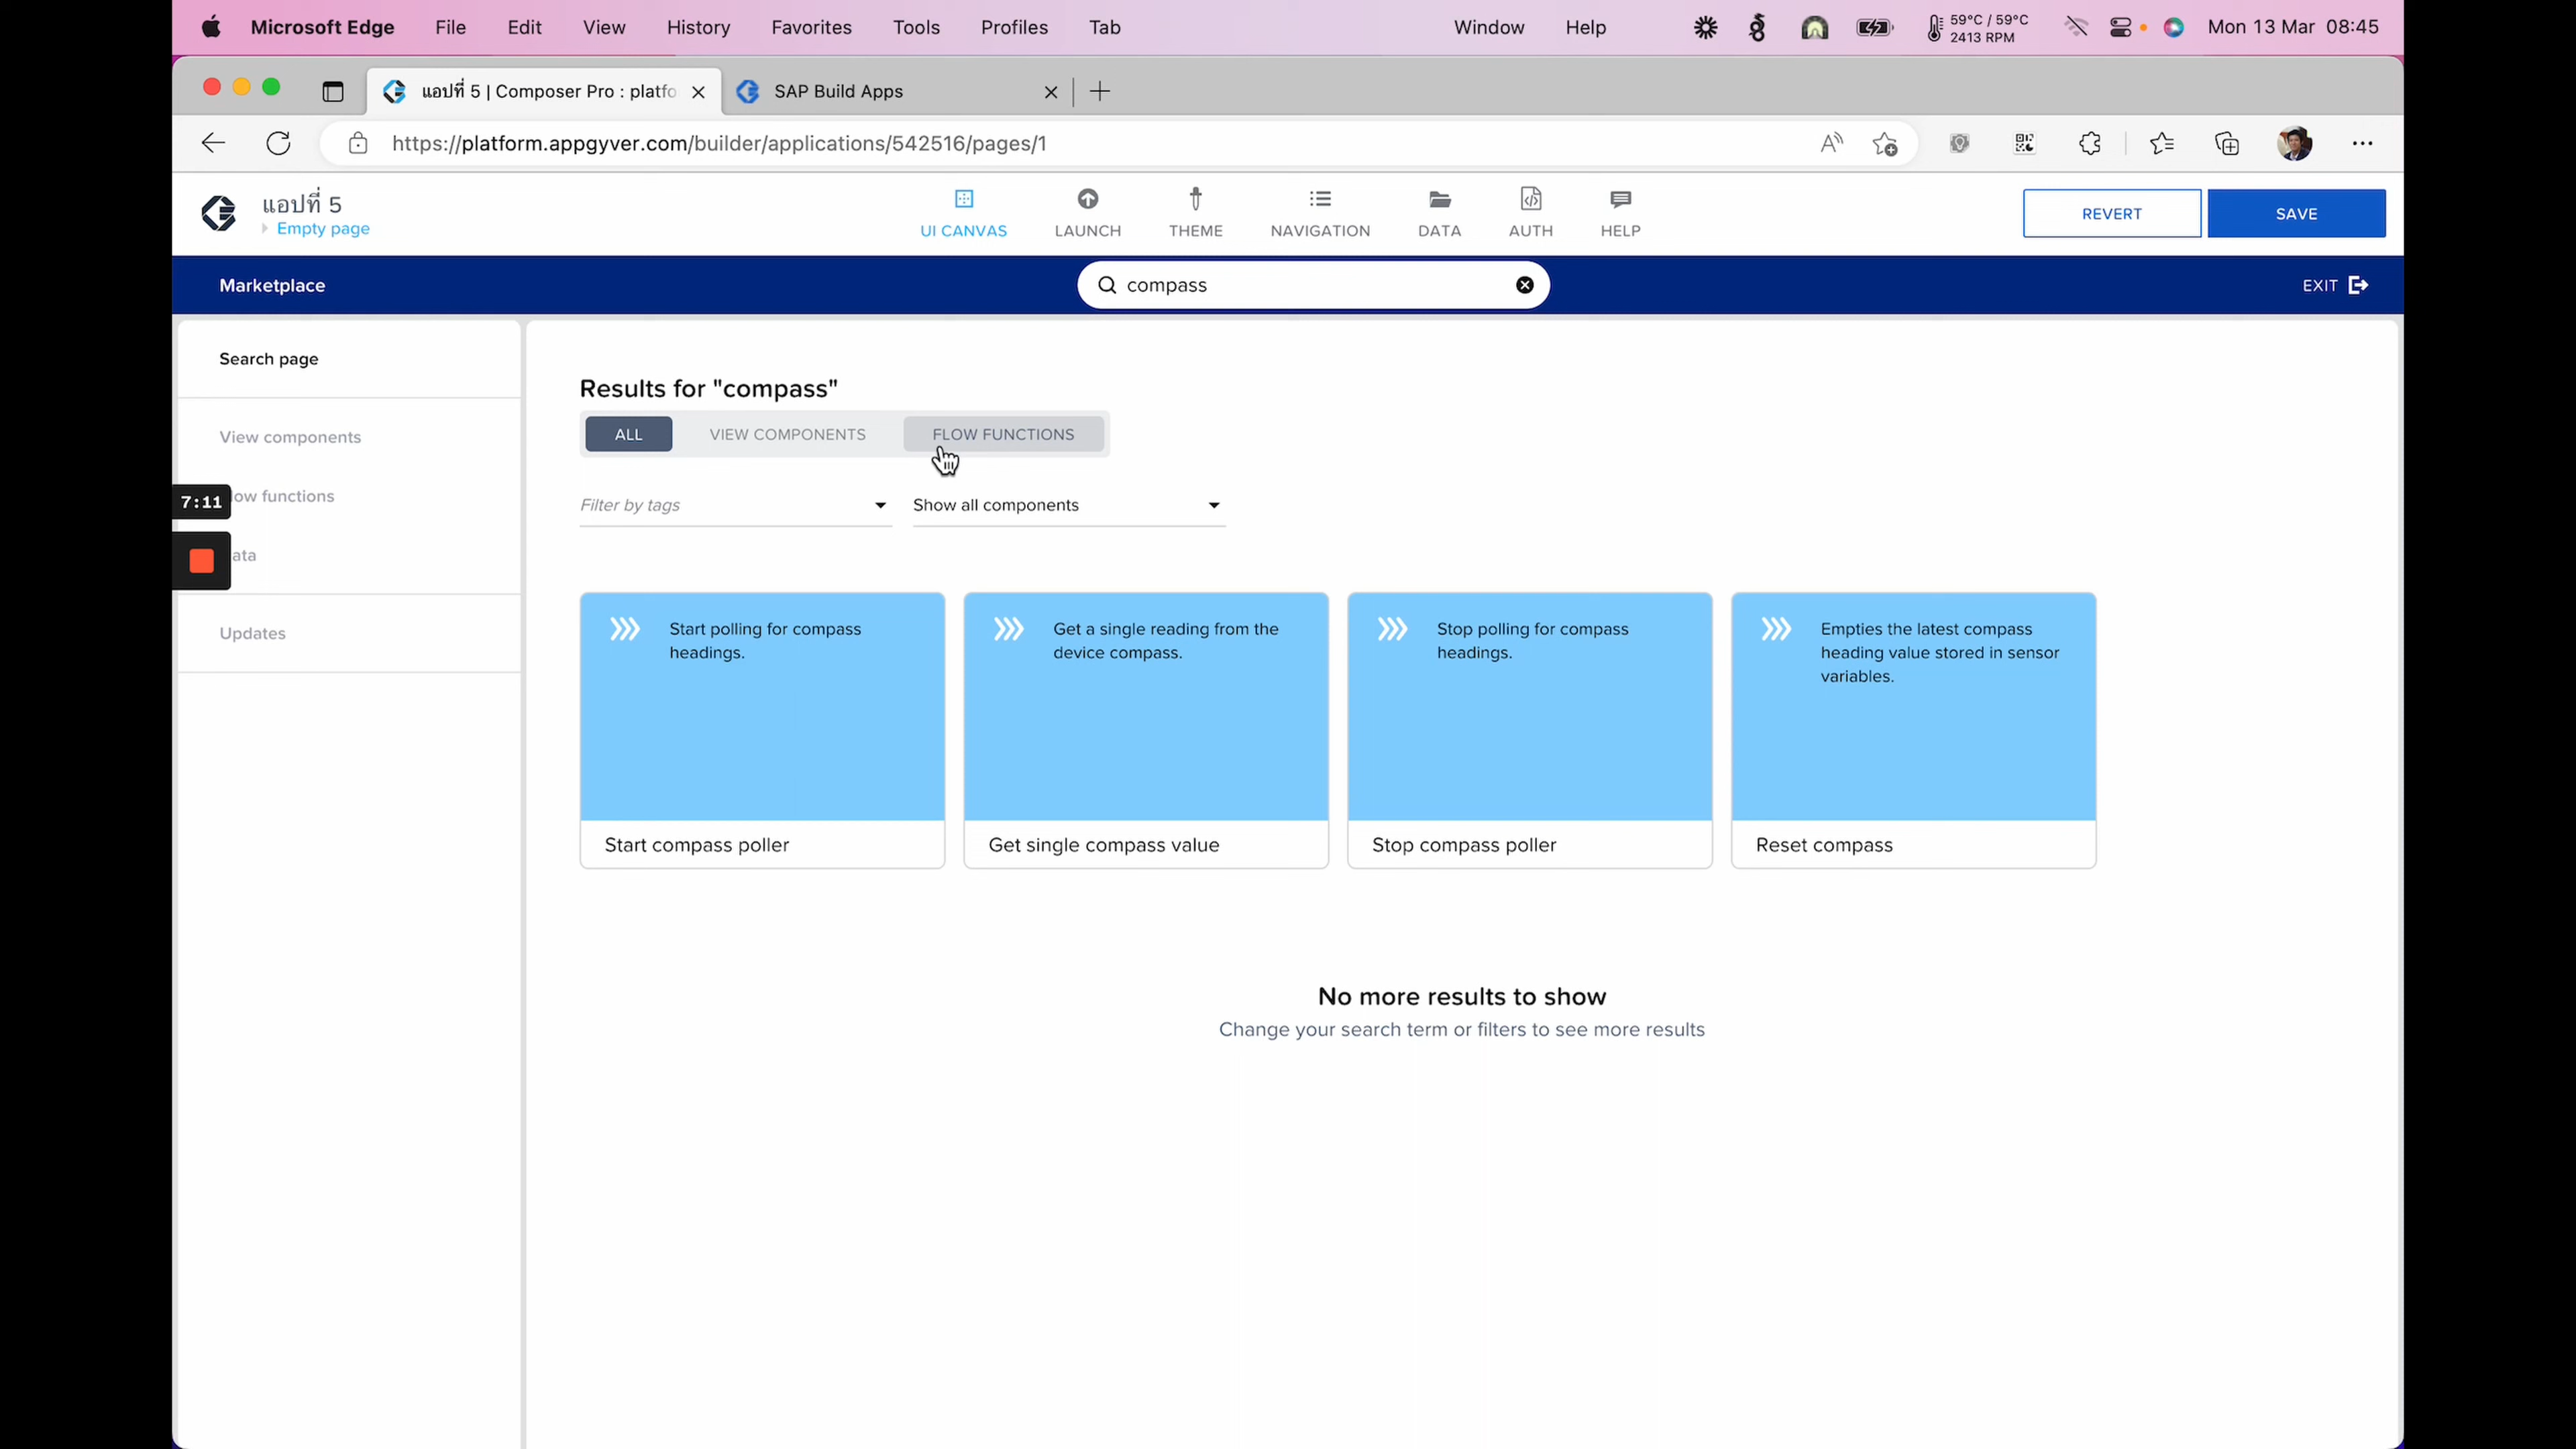 Microsoft Edge File Edit View History Favorites Tools Profiles Tab Window Help 59°C / 59°C Mon 13 Mar 08:45
2413 RPM
แอปที่ 5 | Composer Pro : platfo SAP Build Apps
https://platform.appgyver.com/builder/applications/542516/pages/1
แอปที่ 5
Empty page
UI CANVAS LAUNCH THEME NAVIGATION DATA AUTH HELP
REVERT SAVE
Marketplace compass EXIT
Search page
View components
7:11 low functions
ata
Updates
Results for "compass"
ALL VIEW COMPONENTS FLOW FUNCTIONS
Filter by tags Show all components
Start polling for compass
headings.
Start compass poller
Get a single reading from the
device compass.
Get single compass value
Stop polling for compass
headings.
Stop compass poller
Empties the latest compass
heading value stored in sensor
variables.
Reset compass
No more results to show
Change your search term or filters to see more results